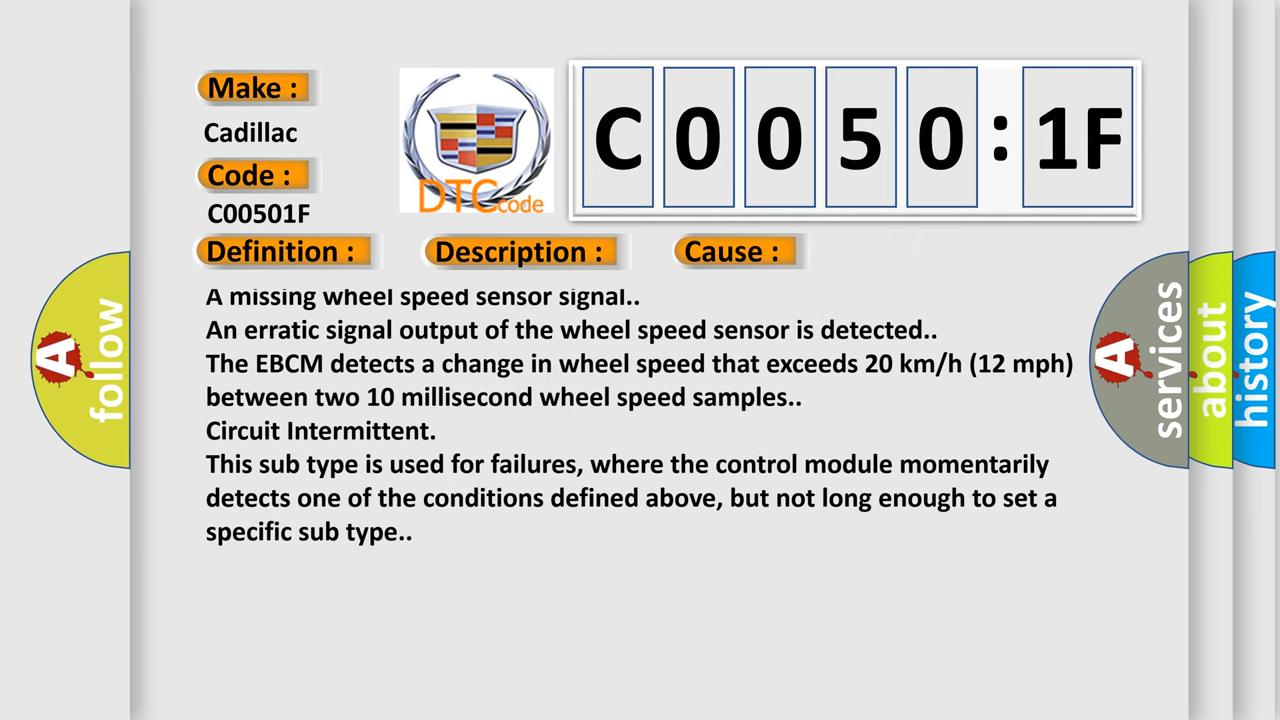 Make :
Cadillac
Code :
C00501F
DTC code
C0050:1F
Definition :
Description :
Cause :
A missing wheel speed sensor signal..
An erratic signal output of the wheel speed sensor is detected..
The EBCM detects a change in wheel speed that exceeds 20 km/h (12 mph)
between two 10 millisecond wheel speed samples..
Circuit Intermittent.
This sub type is used for failures, where the control module momentarily
detects one of the conditions defined above, but not long enough to set a
specific sub type..
A
follow
A
services
about
history